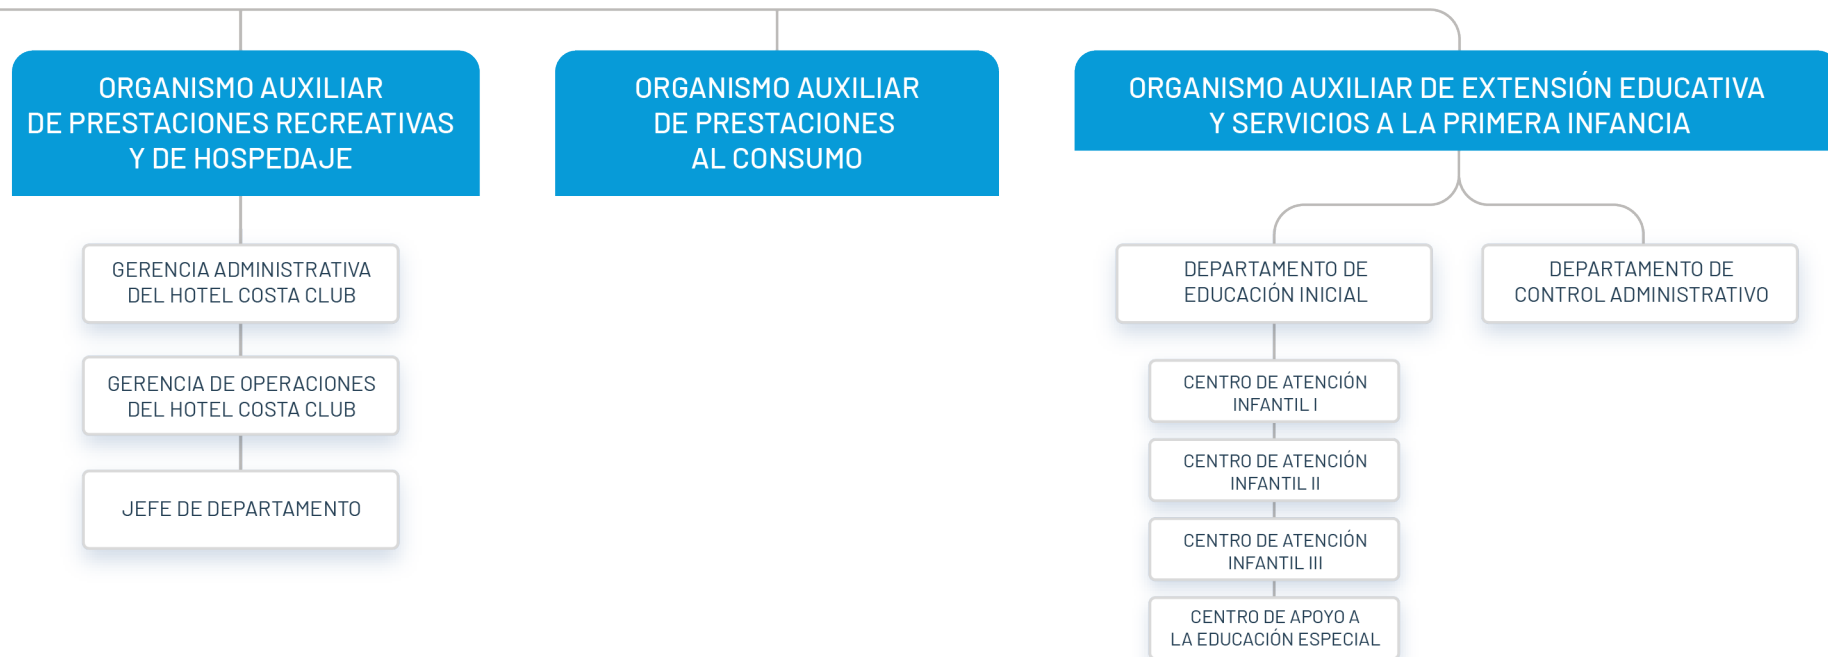 ORGANISMO AUXILIAR
DE PRESTACIONES RECREATIVAS
Y DE HOSPEDAJE
GERENCIA ADMINISTRATIVA
DEL HOTEL COSTA CLUB
GERENCIA DE OPERACIONES
DEL HOTEL COSTA CLUB
JEFE DE DEPARTAMENTO
ORGANISMO AUXILIAR
DE PRESTACIONES
AL CONSUMO
ORGANISMO AUXILIAR DE EXTENSIÓN EDUCATIVA
Y SERVICIOS A LA PRIMERA INFANCIA
DEPARTAMENTO DE
EDUCACIÓN INICIAL
CENTRO DE ATENCIÓN
INFANTIL I
CENTRO DE ATENCIÓN
INFANTIL II
CENTRO DE ATENCIÓN
INFANTIL III
CENTRO DE APOYO A
LA EDUCACIÓN ESPECIAL
DEPARTAMENTO DE
CONTROL ADMINISTRATIVO